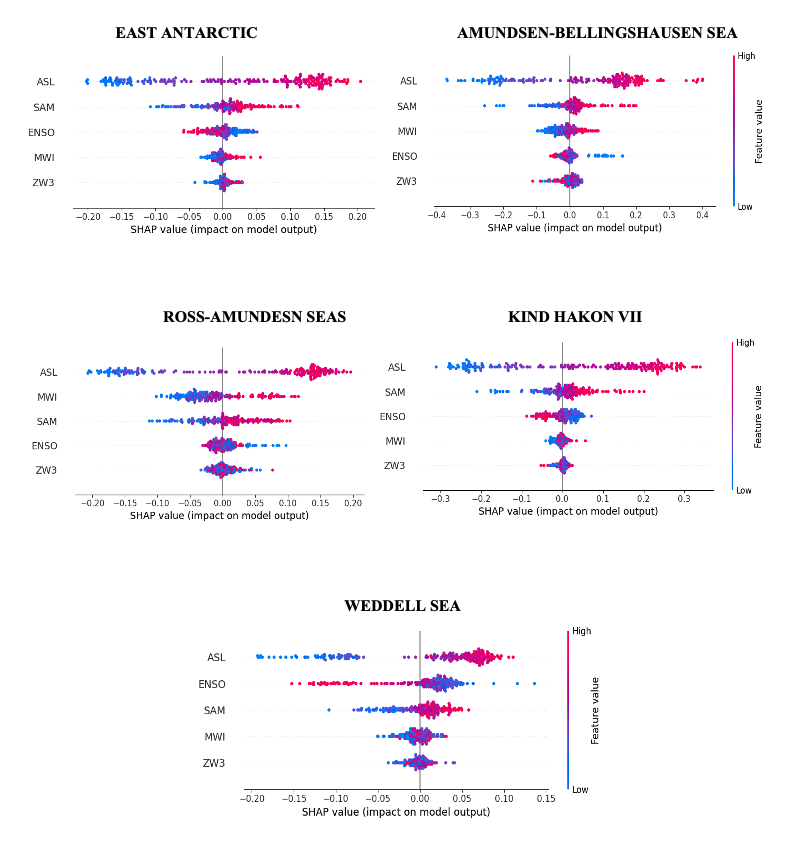 EAST ANTARCTIC
ASL
SAM
ENSO
MWI
ZW3
−0.20 −0.15 −0.10 −0.05 0.00 0.05 0.10 0.15 0.20
SHAP value (impact on model output)
AMUNDSEN-BELLINGSHAUSEN SEA
High
ASL
SAM
MWI
ENSO
ZW3
Feature value
Low
−0.4 −0.3 −0.2 −0.1 0.0 0.1 0.2 0.3 0.4
SHAP value (impact on model output)
ROSS-AMUNDESN SEAS
ASL
MWI
SAM
ENSO
ZW3
−0.20 −0.15 −0.10 −0.05 0.00 0.05 0.10 0.15 0.20
SHAP value (impact on model output)
KIND HAKON VII
High
ASL
SAM
ENSO
MWI
ZW3
Feature value
Low
−0.3 −0.2 −0.1 0.0 0.1 0.2 0.3
SHAP value (impact on model output)
WEDDELL SEA
High
ASL
ENSO
SAM
MWI
ZW3
Feature value
Low
−0.20 −0.15 −0.10 −0.05 0.00 0.05 0.10 0.15
SHAP value (impact on model output)